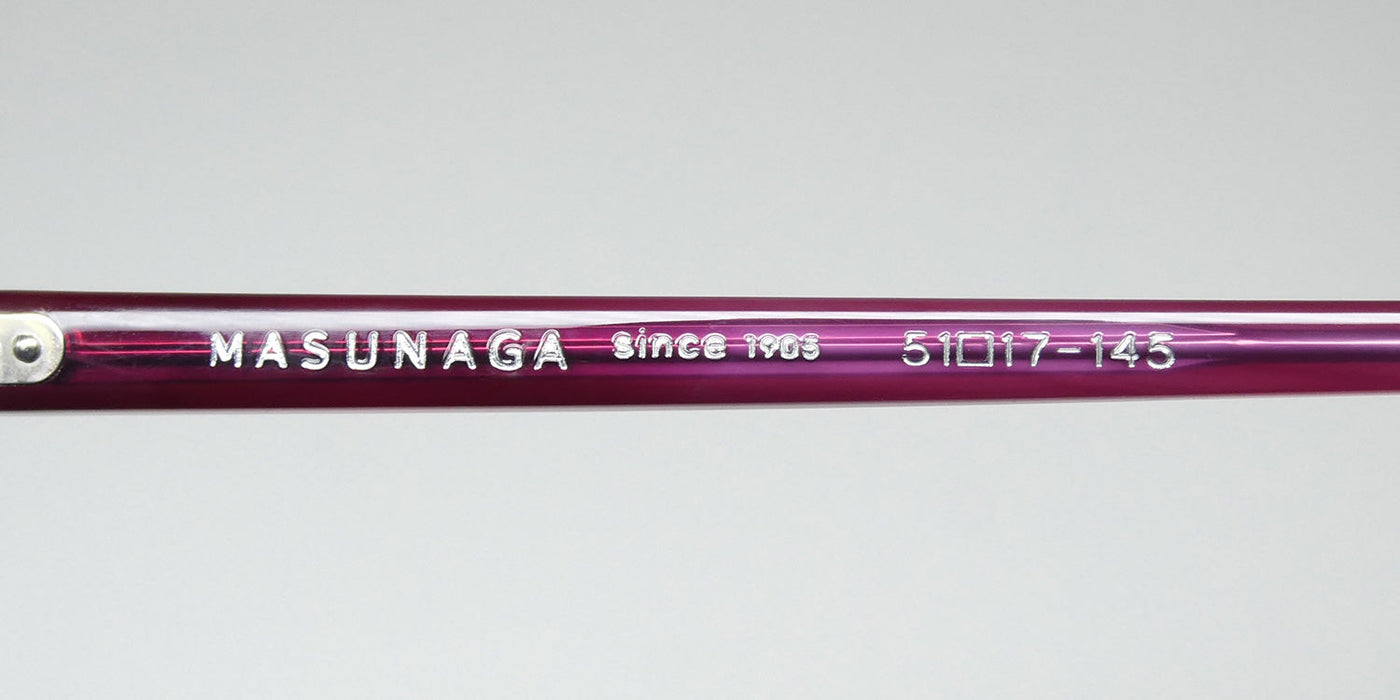 MASUNAGA since 1905 51□17-145